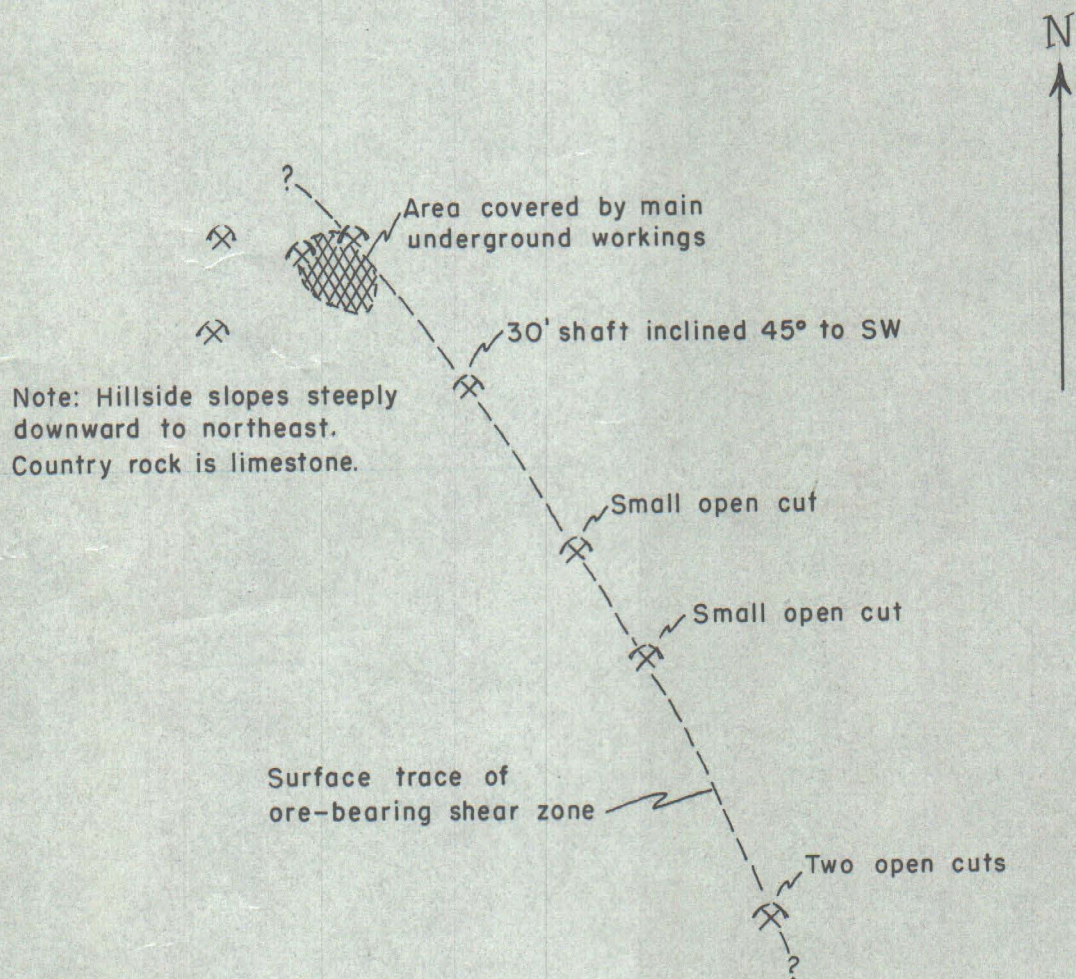 N
?
Area covered by main
underground workings
30' shaft inclined 45° to SW
Note: Hillside slopes steeply
downward to northeast.
Country rock is limestone.
Small open cut
Small open cut
Surface trace of
ore-bearing shear zone
Two open cuts
?